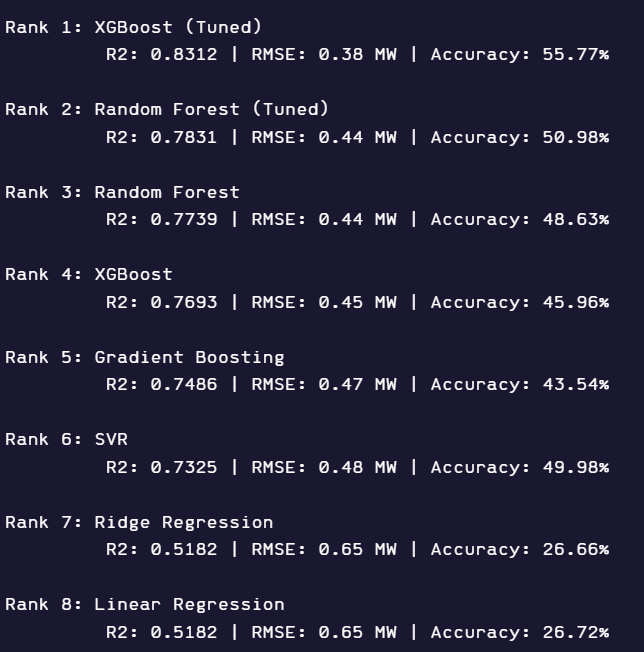 Rank 1: XGBoost (Tuned)
R2: 0.8312 | RMSE: 0.38 MW | Accuracy: 55.77%
Rank 2: Random Forest (Tuned)
R2: 0.7831 | RMSE: 0.44 MW | Accuracy: 50.98%
Rank 3: Random Forest
R2: 0.7739 | RMSE: 0.44 MW | Accuracy: 48.63%
Rank 4: XGBoost
R2: 0.7693 | RMSE: 0.45 MW | Accuracy: 45.96%
Rank 5: Gradient Boosting
R2: 0.7486 | RMSE: 0.47 MW | Accuracy: 43.54%
Rank 6: SVR
R2: 0.7325 | RMSE: 0.48 MW | Accuracy: 49.98%
Rank 7: Ridge Regression
R2: 0.5182 | RMSE: 0.65 MW | Accuracy: 26.66%
Rank 8: Linear Regression
R2: 0.5182 | RMSE: 0.65 MW | Accuracy: 26.72%